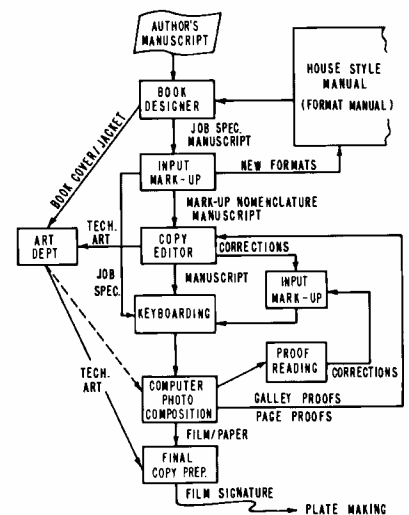 AUTHOR'S
MANUSCRIPT
HOUSE STYLE
MANUAL
(FORMAT MANUAL)
BOOK
DESIGNER
BOOK COVER/JACKET
JOB SPEC.
MANUSCRIPT
INPUT
MARK-UP
NEW FORMATS
MARK-UP NOMENCLATURE
MANUSCRIPT
ART
DEPT
TECH.
ART
COPY
EDITOR
CORRECTIONS
JOB
SPEC.
MANUSCRIPT
INPUT
MARK-UP
KEYBOARDING
PROOF
READING
CORRECTIONS
TECH.
ART
COMPUTER
PHOTO
COMPOSITION
GALLEY PROOFS
PAGE PROOFS
FILM/PAPER
FINAL
COPY PREP.
FILM SIGNATURE
PLATE MAKING